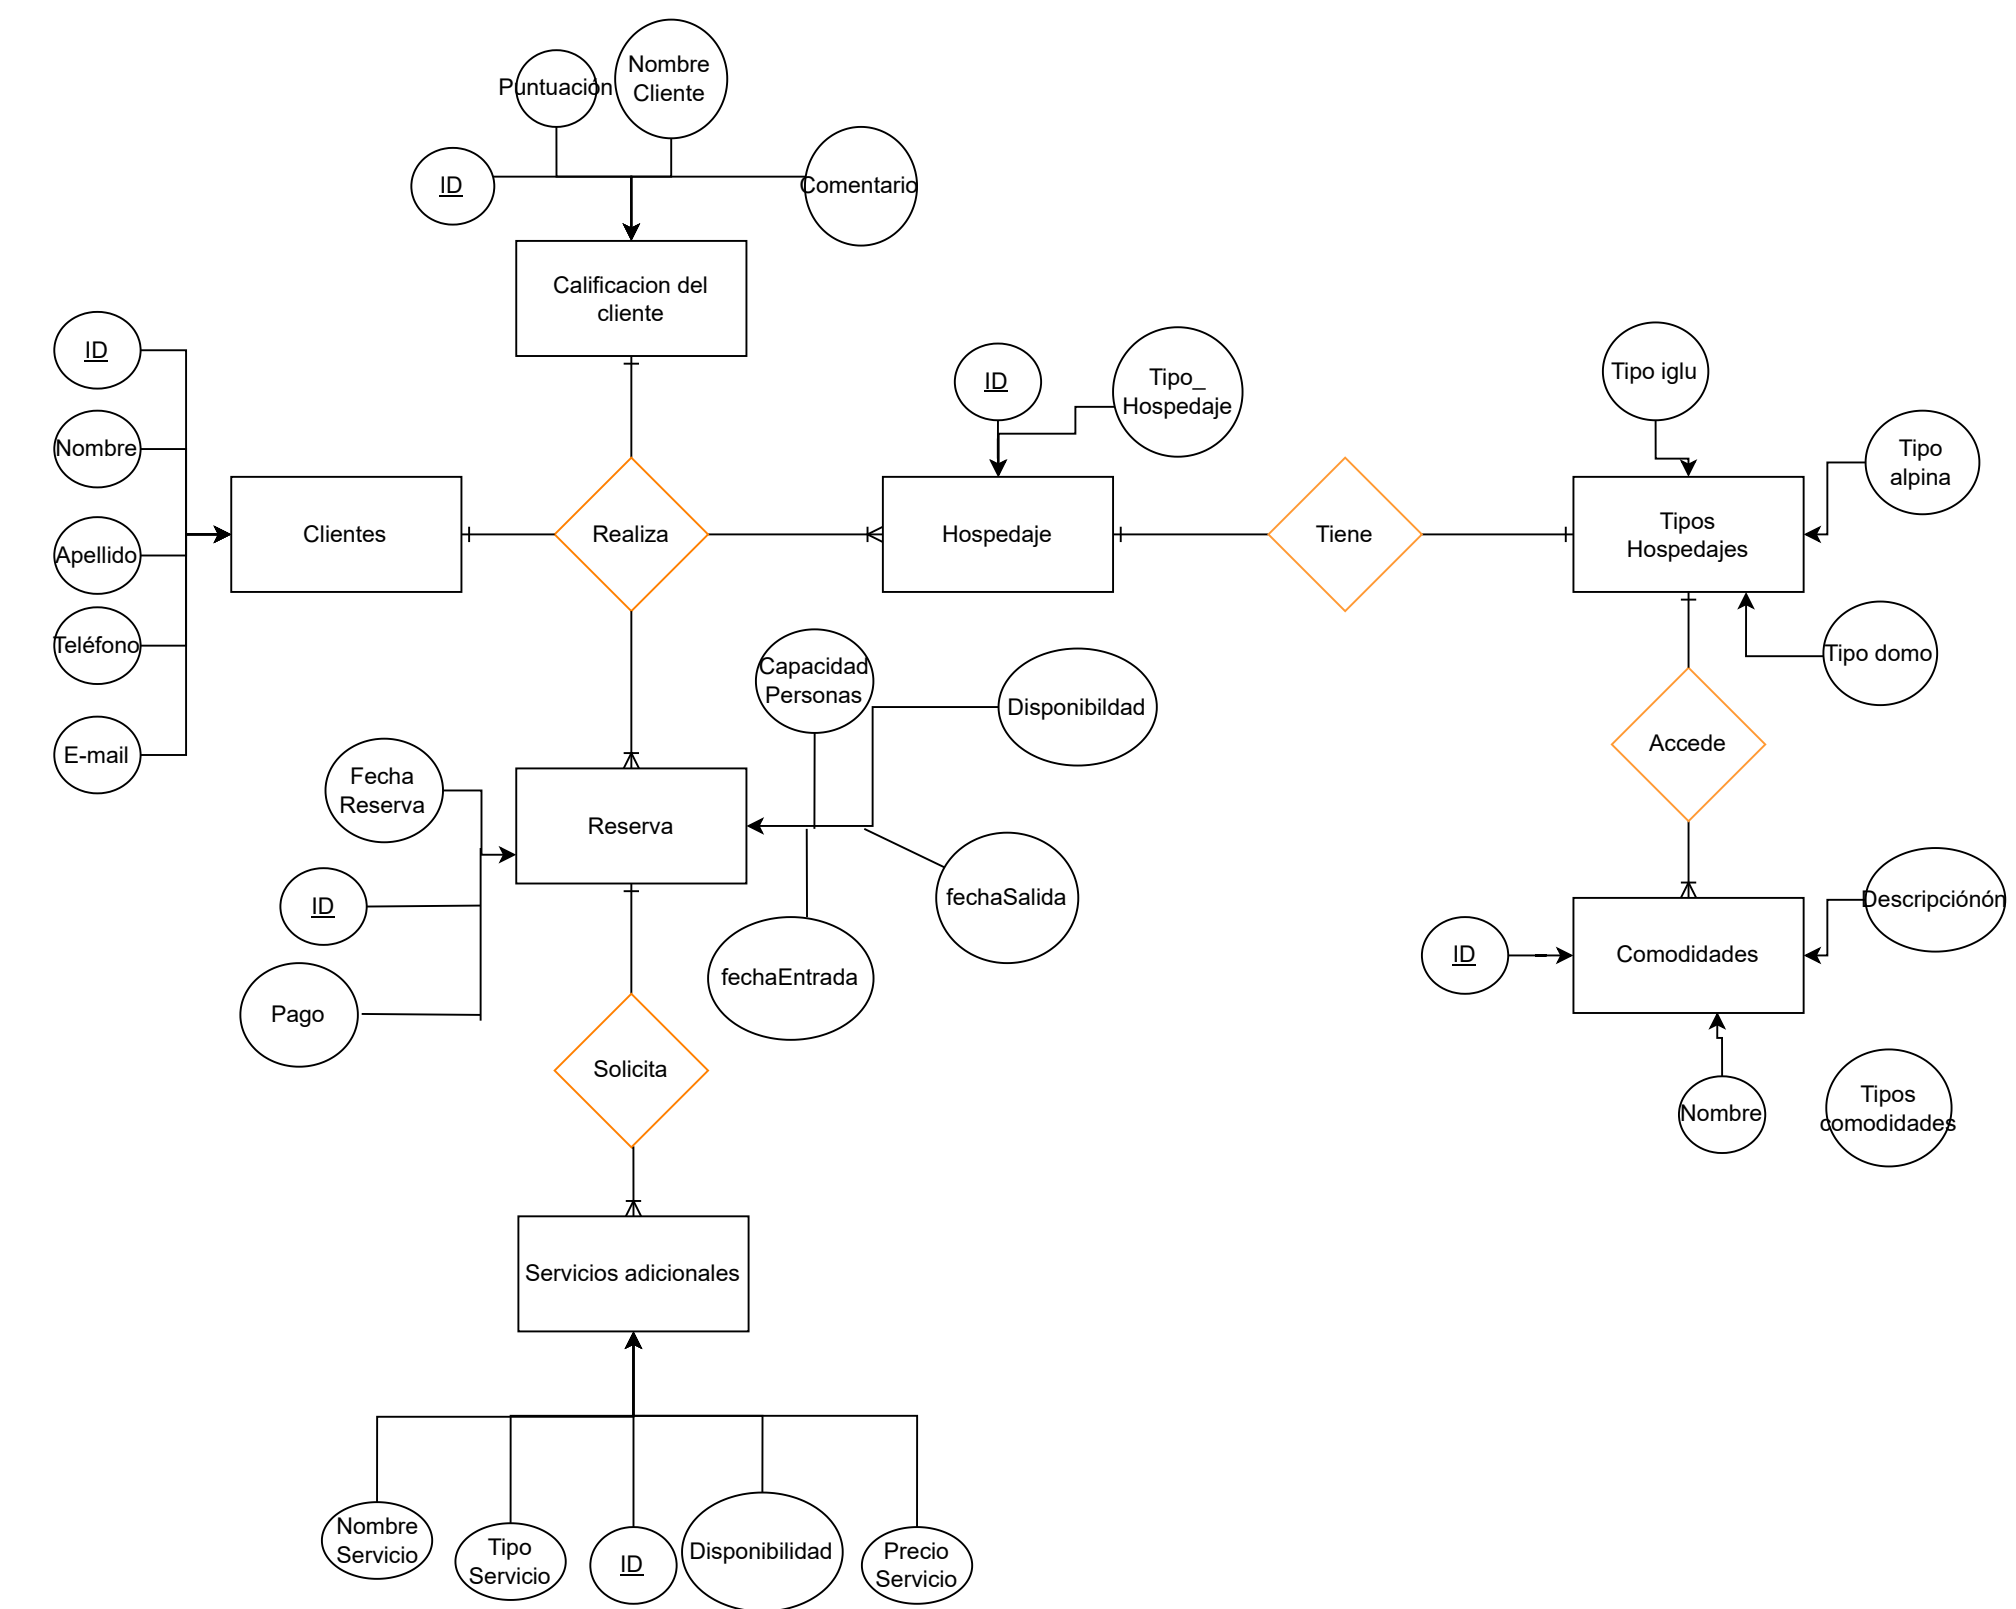 Nombre
Cliente
Puntuación
ID
Comentario
Calificacion del
cliente
ID
Nombre
Apellido
Teléfono
E-mail
Clientes
Realiza
ID
Tipo_
Hospedaje
Hospedaje
Tiene
Tipo iglu
Tipo
alpina
Tipos
Hospedajes
Tipo domo
Accede
Capacidad
Personas
Disponibildad
Fecha
Reserva
Reserva
ID
fechaSalida
Pago
fechaEntrada
Descripciónón
ID
Comodidades
Nombre
Tipos
comodidades
Solicita
Servicios adicionales
Nombre
Servicio
Tipo
Servicio
ID
Disponibilidad
Precio
Servicio